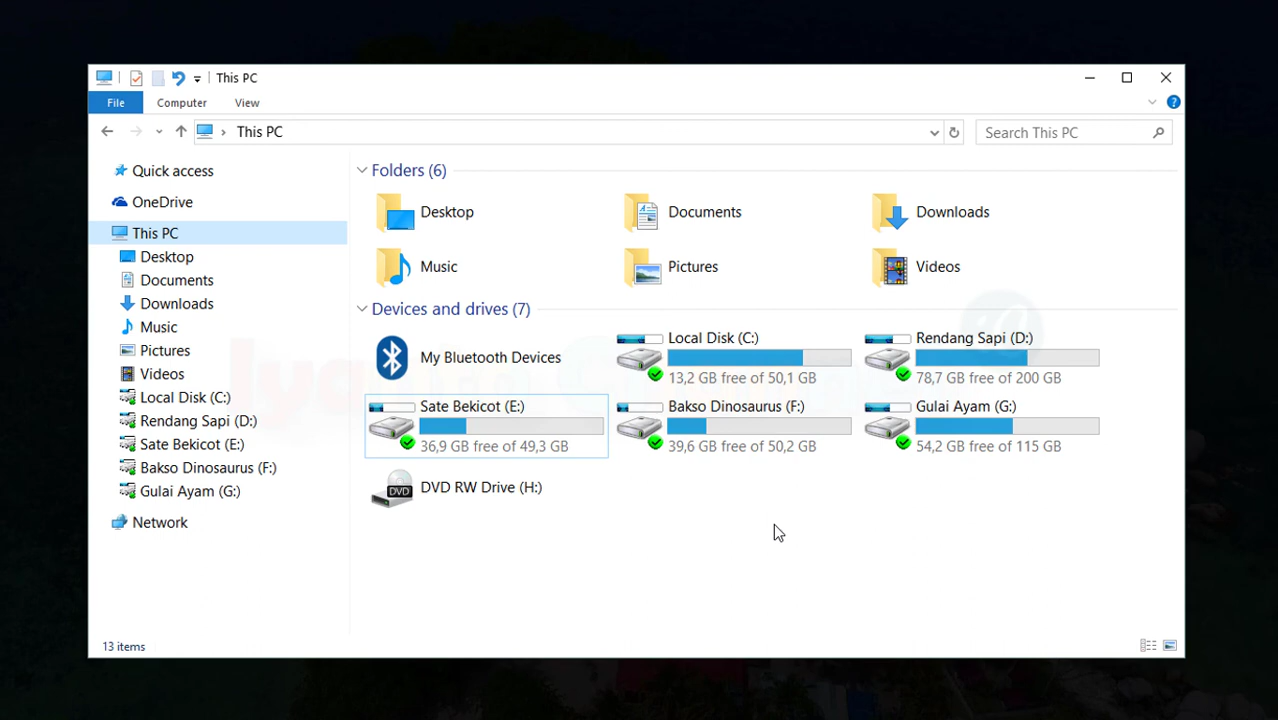 This PC
File Computer View
This PC
Search This PC
Quick access
OneDrive
This PC
Desktop
Documents
Downloads
Music
Pictures
Videos
Local Disk (C:)
Rendang Sapi (D:)
Sate Bekicot (E:)
Bakso Dinosaurus (F:)
Gulai Ayam (G:)
Network
Folders (6)
Desktop
Documents
Downloads
Music
Pictures
Videos
Devices and drives (7)
My Bluetooth Devices
Local Disk (C:)
13,2 GB free of 50,1 GB
Rendang Sapi (D:)
78,7 GB free of 200 GB
Sate Bekicot (E:)
36,9 GB free of 49,3 GB
Bakso Dinosaurus (F:)
39,6 GB free of 50,2 GB
Gulai Ayam (G:)
54,2 GB free of 115 GB
DVD
DVD RW Drive (H:)
13 items